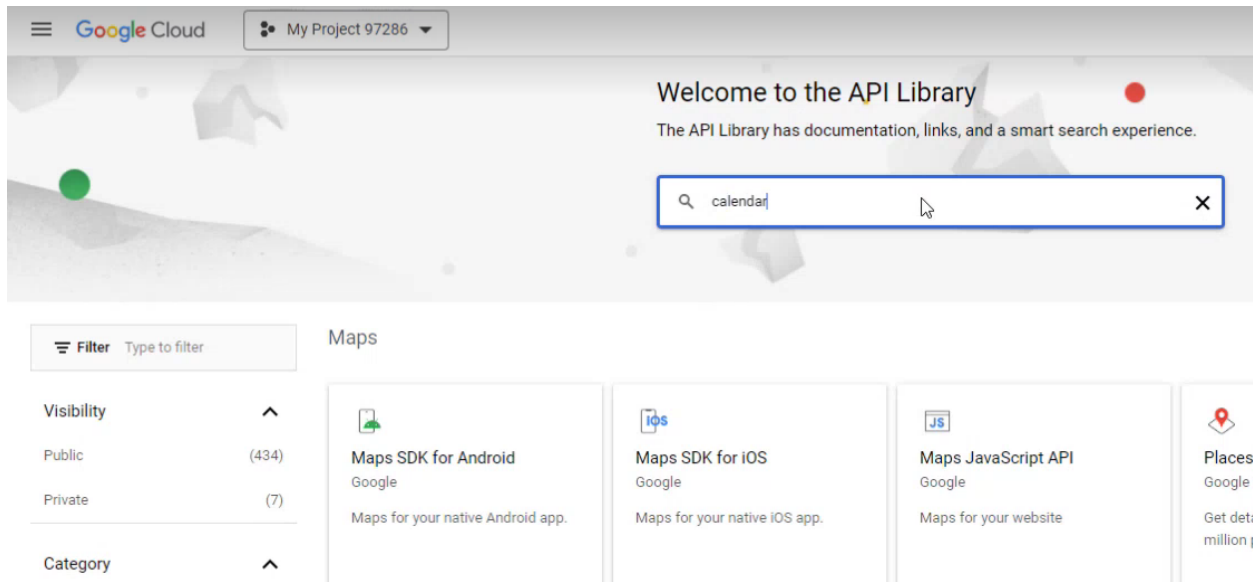 Google Cloud
My Project 97286
Welcome to the API Library
The API Library has documentation, links, and a smart search experience.
calendar
Filter Type to filter
Visibility
Public (434)
Private (7)
Category
Maps
iOS
JS
Maps SDK for Android
Google
Maps for your native Android app.
Maps SDK for iOS
Google
Maps for your native iOS app.
Maps JavaScript API
Google
Maps for your website
Places
Google
Get
million